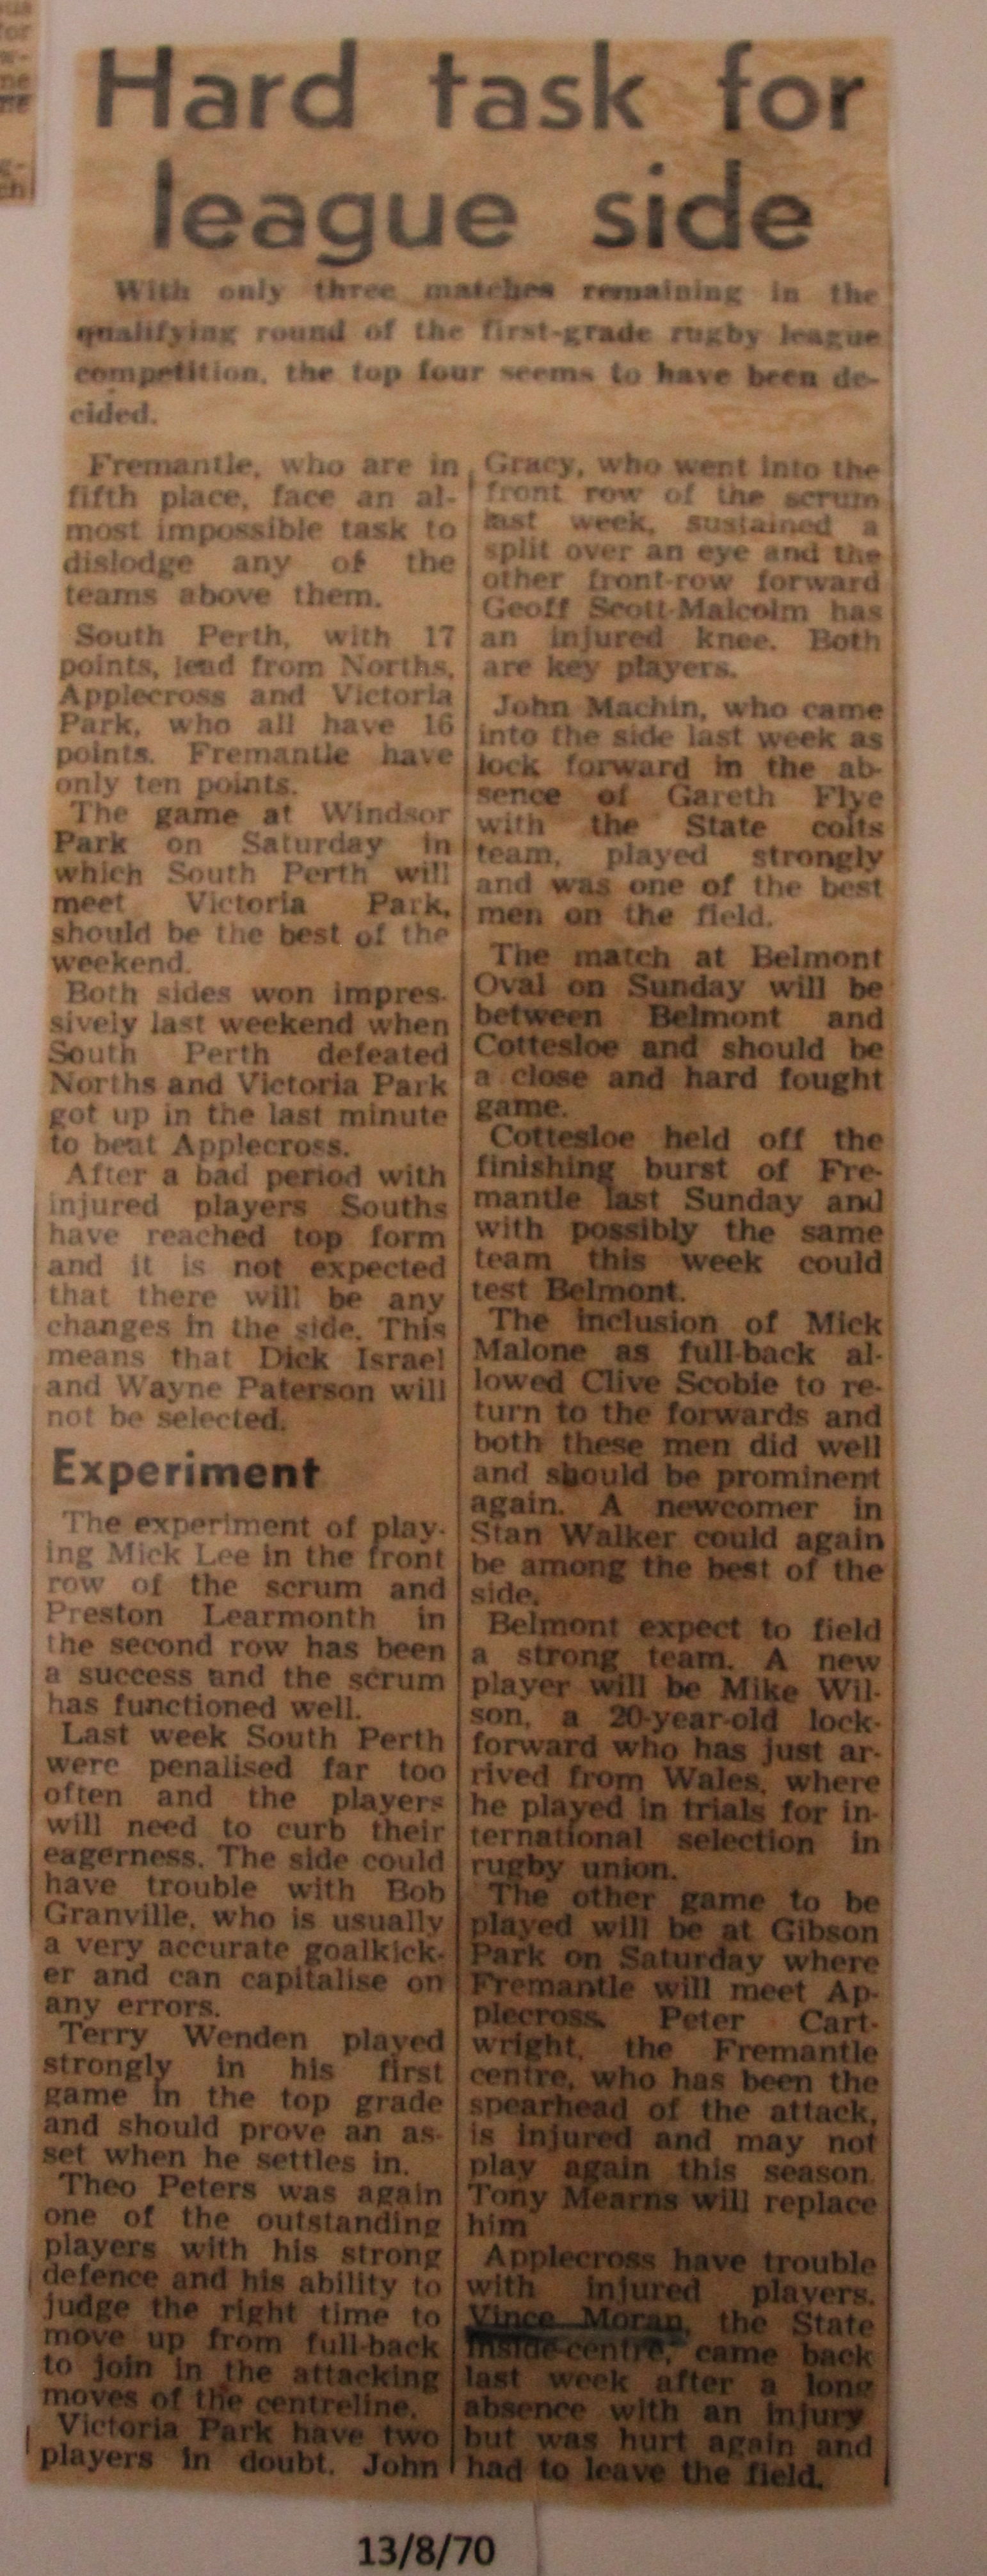 Hard task for
league side
With only three matches remaining in the
qualifying round of the first-grade rugby league
competition, the top four seems to have been de-
cided.
Fremantle, who are in
fifth place, face an al-
most impossible task to
dislodge any of the
teams above them.
South Perth, with 17
points, lead from Norths,
Applecross and Victoria
Park, who all have 16
points. Fremantle have
only ten points.
The game at Windsor
Park on Saturday in
which South Perth will
meet Victoria Park,
should be the best of the
weekend.
Both sides won impres-
sively last weekend when
South Perth defeated
Norths and Victoria Park
got up in the last minute
to beat Applecross.
After a bad period with
injured players Souths
have reached top form
and it is not expected
that there will be any
changes in the side. This
means that Dick Israel
and Wayne Paterson will
not be selected.
Experiment
The experiment of play-
ing Mick Lee in the front
row of the scrum and
Preston Learmonth in
the second row has been
a success and the scrum
has functioned well.
Last week South Perth
were penalised far too
often and the players
will need to curb their
eagerness. The side could
have trouble with Bob
Granville, who is usually
a very accurate goalkick-
er and can capitalise on
any errors.
Terry Wenden played
strongly in his first
game in the top grade
and should prove an as-
set when he settles in.
Theo Peters was again
one of the outstanding
players with his strong
defence and his ability to
judge the right time to
move up from full-back
to join in the attacking
moves of the centreline.
Victoria Park have two
players in doubt. John
Gracy, who went into the
front row of the scrum
last week, sustained a
split over an eye and the
other front-row forward
Geoff Scott-Malcolm has
an injured knee. Both
are key players.
John Machin, who came
into the side last week as
lock forward in the ab-
sence of Gareth Flye
with the State colts
team, played strongly
and was one of the best
men on the field.
The match at Belmont
Oval on Sunday will be
between Belmont and
Cottesloe and should be
a close and hard fought
game.
Cottesloe held off the
finishing burst of Fre-
mantle last Sunday and
with possibly the same
team this week could
test Belmont.
The inclusion of Mick
Malone as full-back al-
lowed Clive Scobie to re-
turn to the forwards and
both these men did well
and should be prominent
again. A newcomer in
Stan Walker could again
be among the best of the
side.
Belmont expect to field
a strong team. A new
player will be Mike Wil-
son, a 20-year-old lock-
forward who has just ar-
rived from Wales, where
he played in trials for in-
ternational selection in
rugby union.
The other game to be
played will be at Gibson
Park on Saturday where
Fremantle will meet Ap-
plecross. Peter Cart-
wright, the Fremantle
centre, who has been the
spearhead of the attack,
is injured and may not
play again this season.
Tony Mearns will replace
him
Applecross have trouble
with injured players.
Vince Moran, the State
inside-centre, came back
last week after a long
absence with an injury
but was hurt again and
had to leave the field.
13/8/70